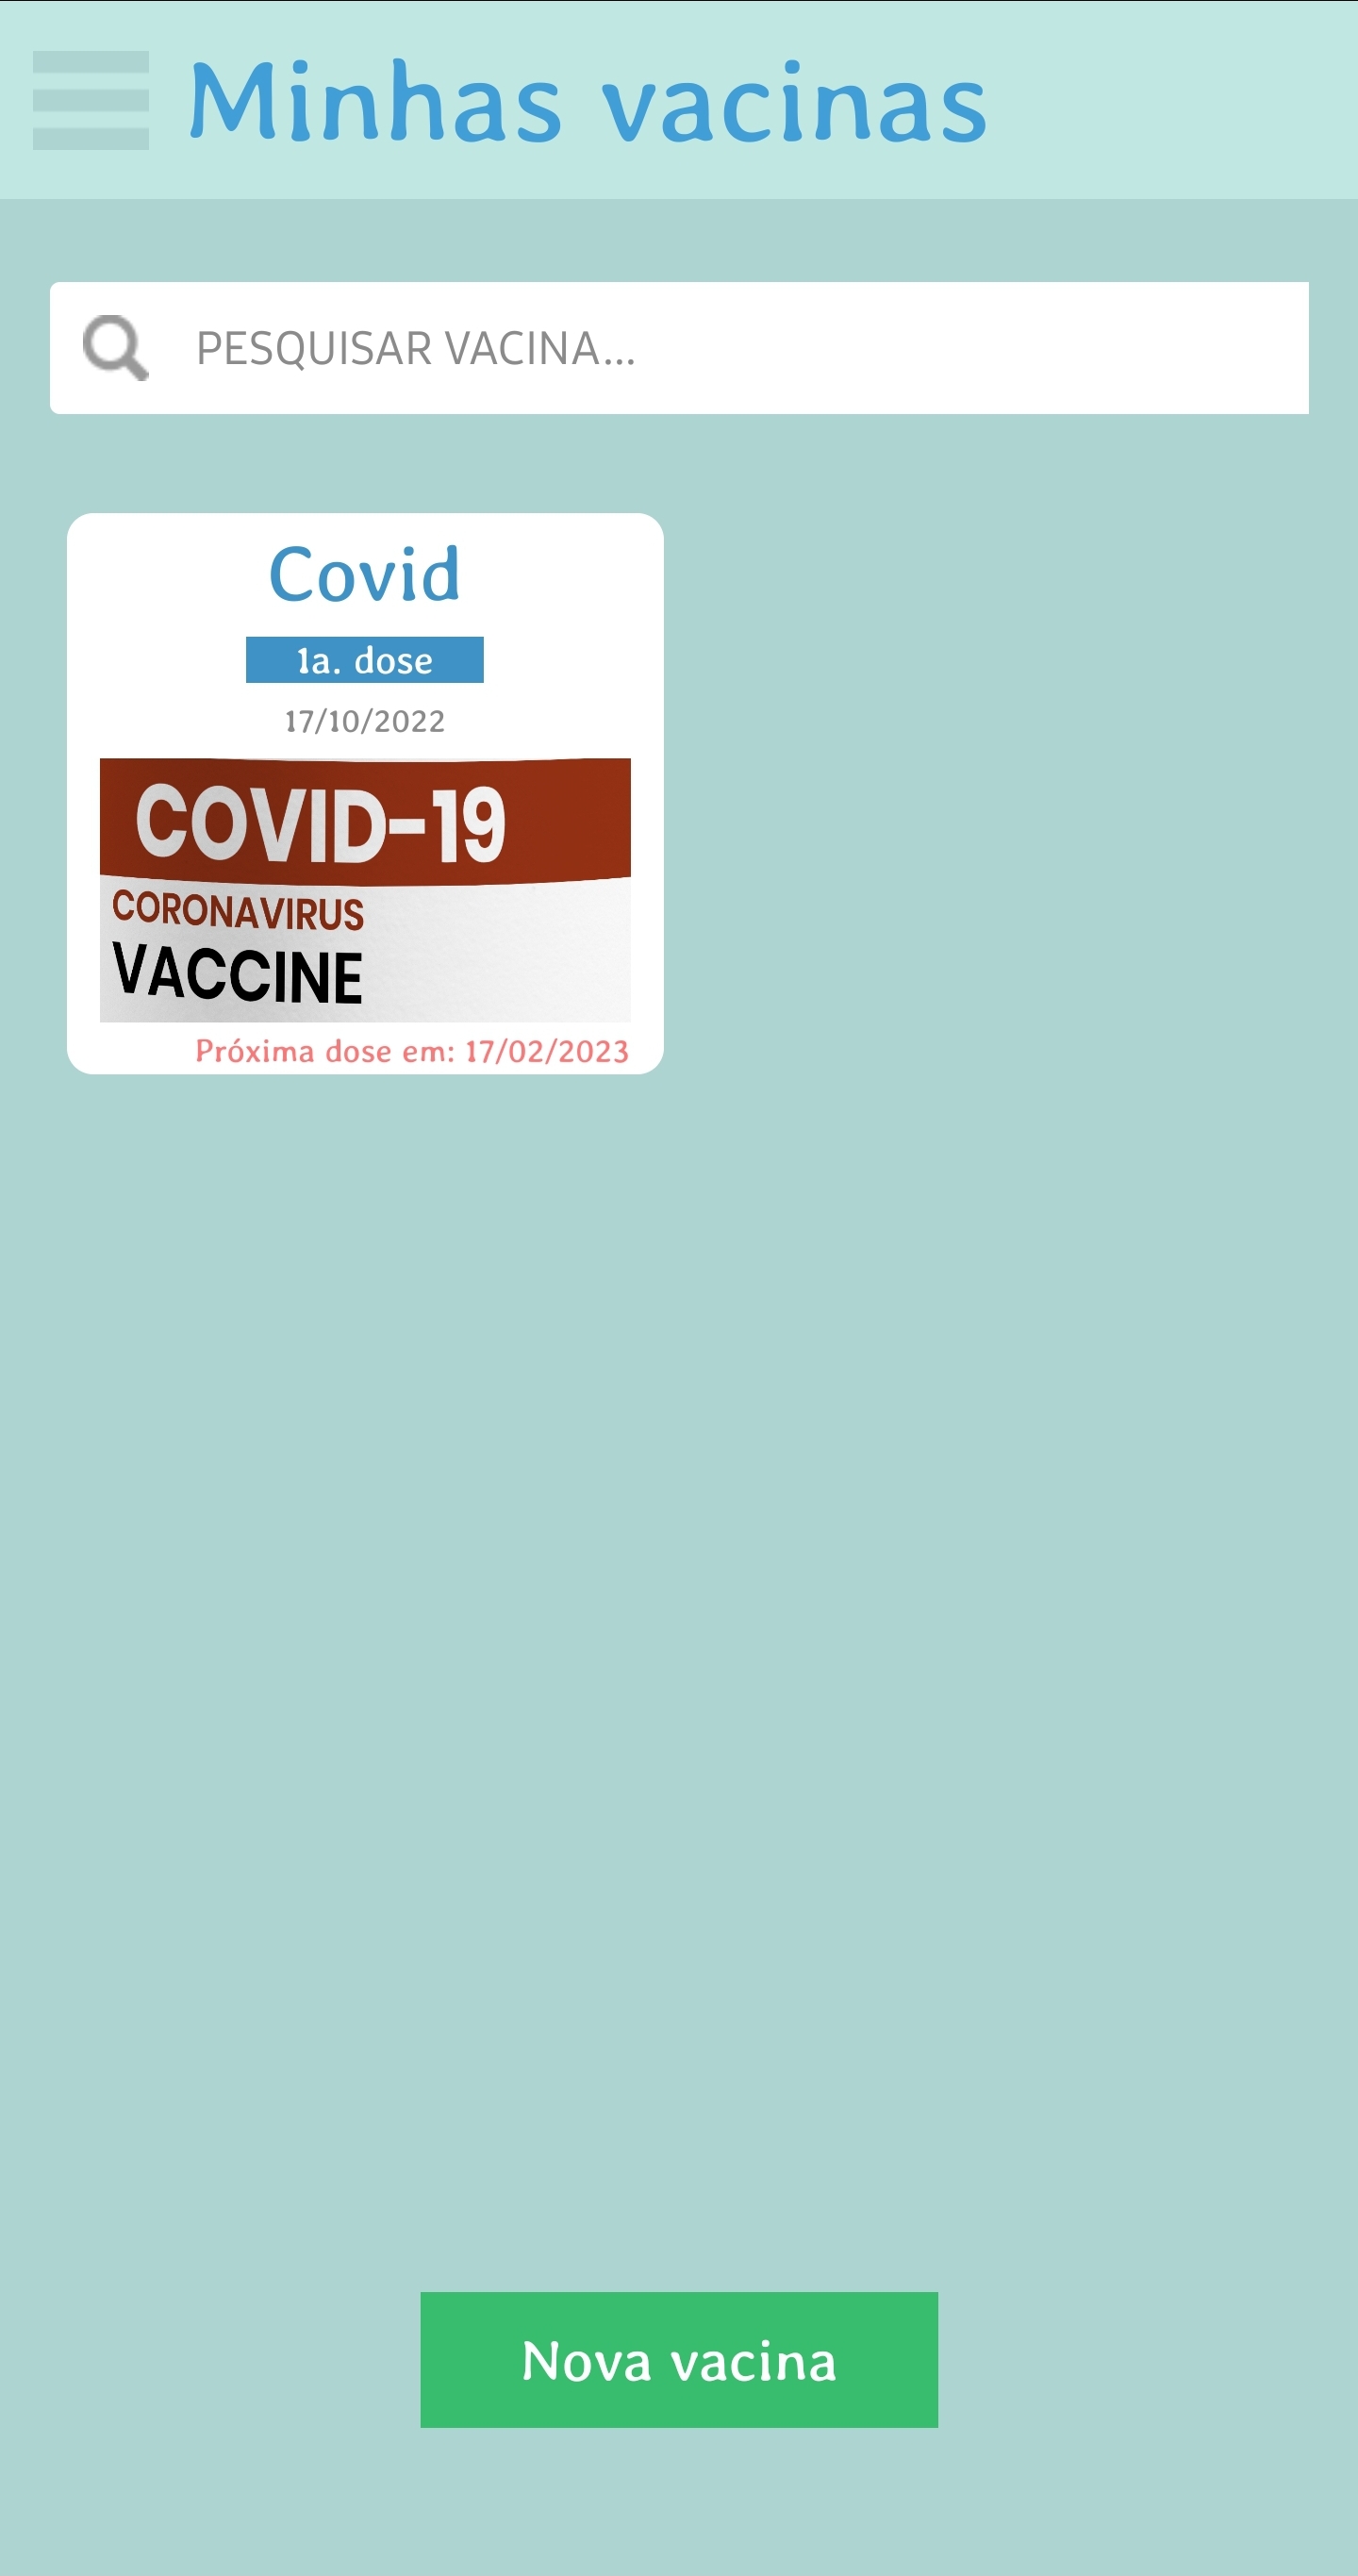 Minhas vacinas
PESQUISAR VACINA...
Covid
1a. dose
17/10/2022
COVID-19
CORONAVIRUS
VACCINE
Próxima dose em: 17/02/2023
Nova vacina